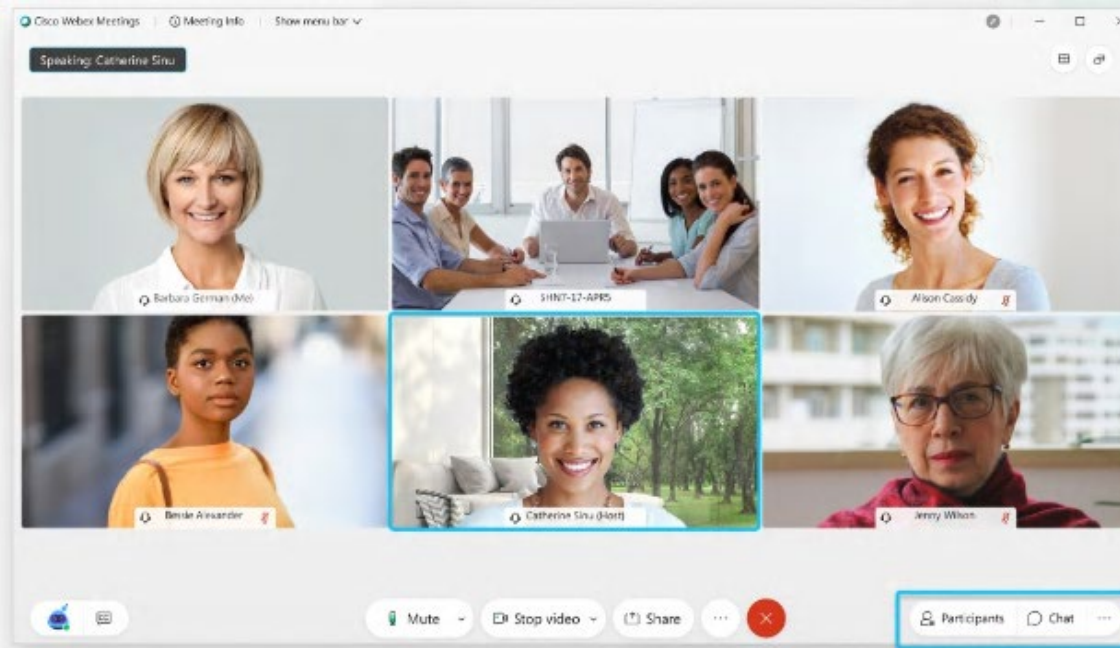 Cisco Webex Meetings
Meeting Info
Show menu bar
Speaking: Catherine Sinu
Barbara German (Me)
SHN7-17-APR5
Alison Cassidy
Bessie Alexander
Catherine Sinu (Host)
Jenny Wilson
Mute
Stop video
Share
Participants
Chat